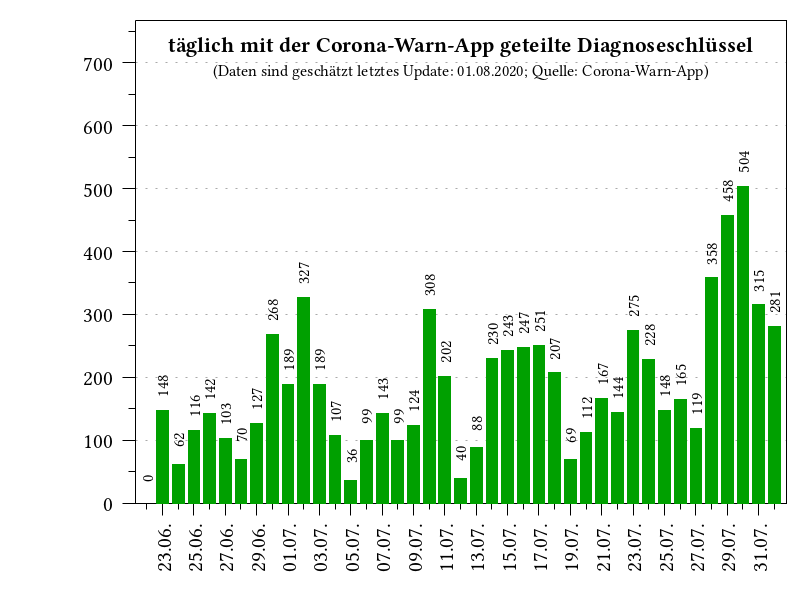 täglich mit der Corona-Warn-App geteilte Diagnoseschlüssel
(Daten sind geschätzt letztes Update: 01.08.2020; Quelle: Corona-Warn-App)
700
600
500
400
300
200
100
0
0 148 62 116 142 103 70 127 268 189 327 189 107 36 99 143 99 124 308 202 40 88 230 243 247 251 207 69 112 167 144 275 228 148 165 119 358 458 504 315 281
23.06. 25.06. 27.06. 29.06. 01.07. 03.07. 05.07. 07.07. 09.07. 11.07. 13.07. 15.07. 17.07. 19.07. 21.07. 23.07. 25.07. 27.07. 29.07. 31.07.